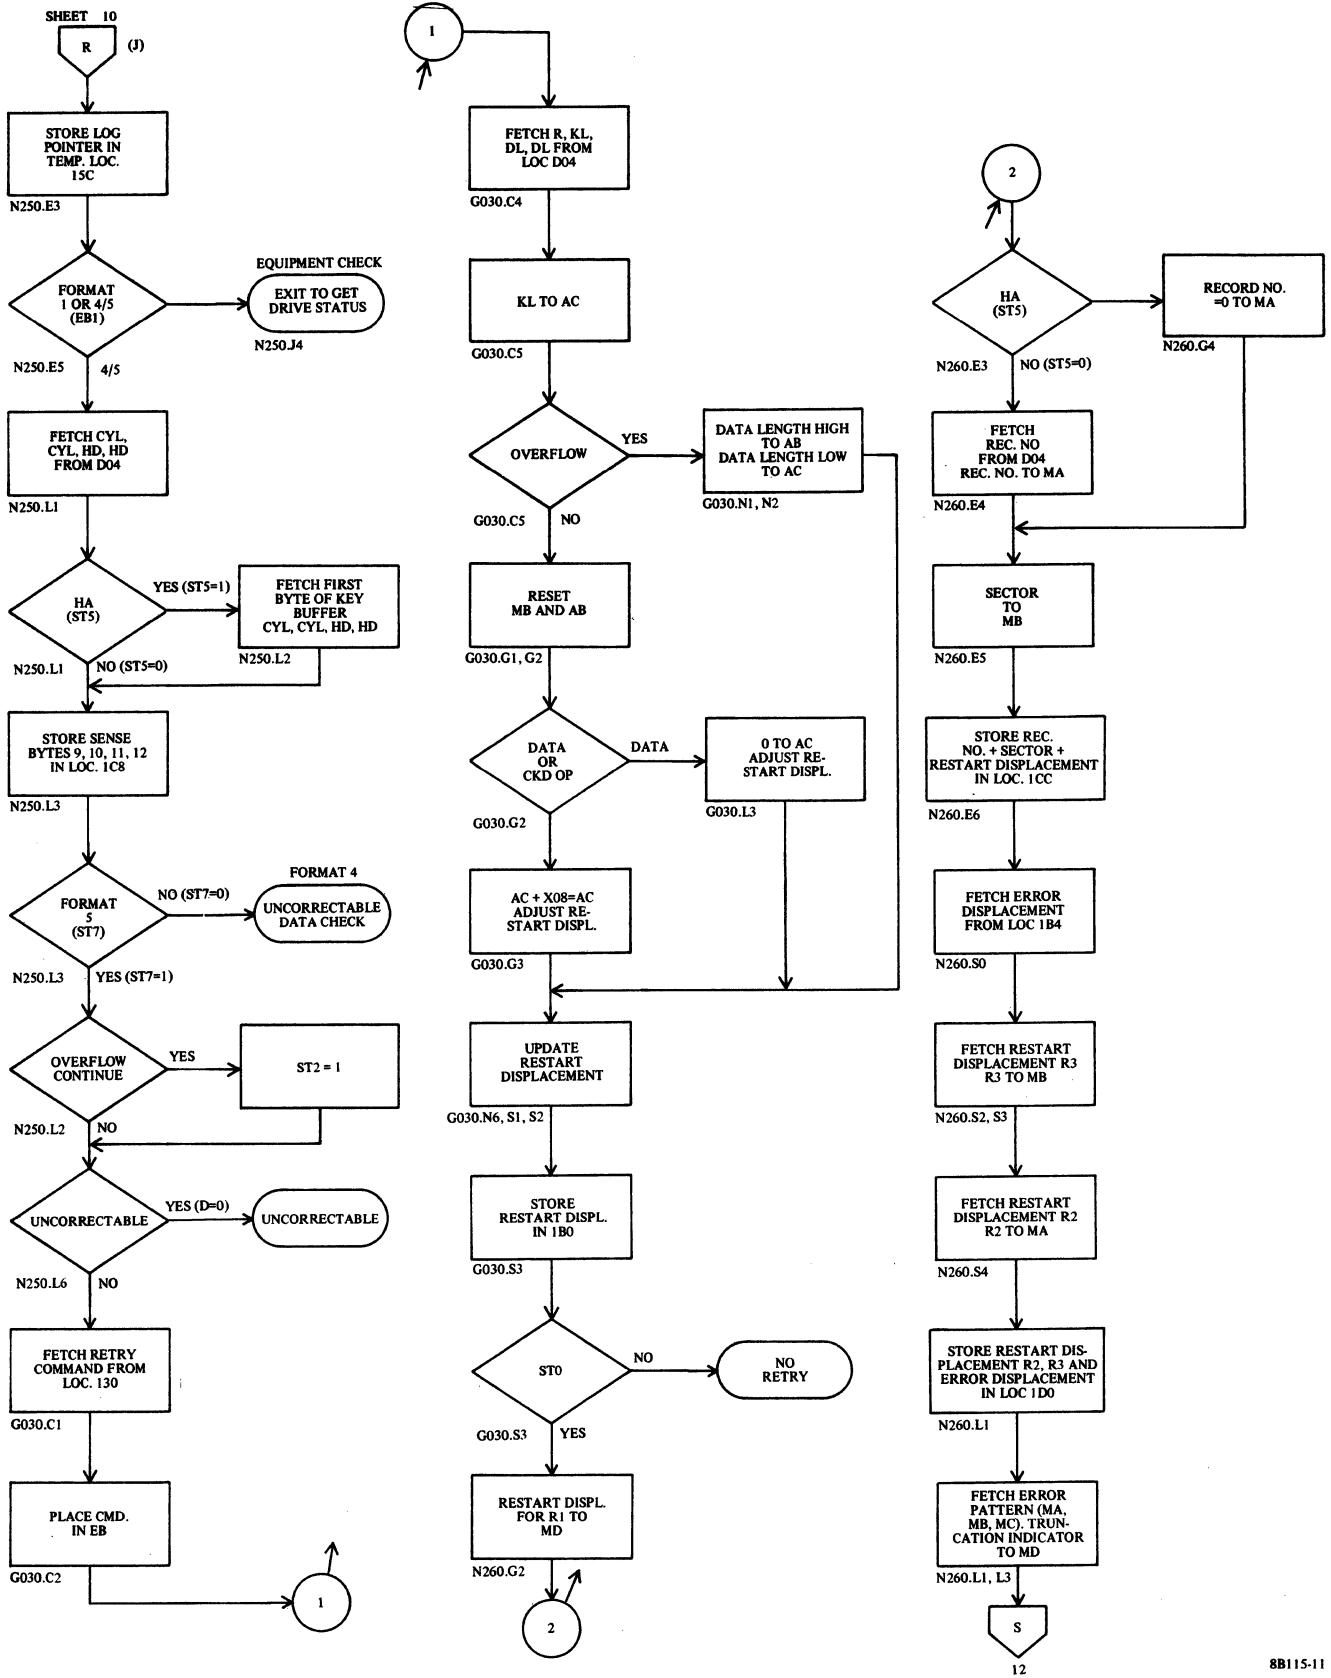 SHEET 10
R
(J)
STORE LOG
POINTER IN
TEMP. LOC.
15C
N250.E3
FORMAT
1 OR 4/5
(EB1)
EQUIPMENT CHECK
EXIT TO GET
DRIVE STATUS
N250.J4
N250.E5
4/5
FETCH CYL,
CYL, HD, HD
FROM D04
N250.L1
HA
(ST5)
YES (ST5=1)
FETCH FIRST
BYTE OF KEY
BUFFER
CYL, CYL, HD, HD
N250.L2
N250.L1
NO (ST5=0)
STORE SENSE
BYTES 9, 10, 11, 12
IN LOC. 1C8
N250.L3
FORMAT
5
(ST7)
NO (ST7=0)
FORMAT 4
UNCORRECTABLE
DATA CHECK
N250.L3
YES (ST7=1)
OVERFLOW
CONTINUE
YES
ST2 = 1
N250.L2
NO
UNCORRECTABLE
YES (D=0)
UNCORRECTABLE
N250.L6
NO
FETCH RETRY
COMMAND FROM
LOC. 130
G030.C1
PLACE CMD.
IN EB
G030.C2
1
1
FETCH R, KL,
DL, DL FROM
LOC D04
G030.C4
KL TO AC
G030.C5
OVERFLOW
YES
DATA LENGTH HIGH
TO AB
DATA LENGTH LOW
TO AC
G030.N1, N2
G030.C5
NO
RESET
MB AND AB
G030.G1, G2
DATA
OR
CKD OP
DATA
0 TO AC
ADJUST RE-
START DISPL.
G030.L3
G030.G2
AC + X08=AC
ADJUST RE-
START DISPL.
G030.G3
UPDATE
RESTART
DISPLACEMENT
G030.N6, S1, S2
STORE
RESTART DISPL.
IN 1B0
G030.S3
ST0
NO
NO
RETRY
G030.S3
YES
RESTART DISPL.
FOR R1 TO
MD
N260.G2
2
2
HA
(ST5)
RECORD NO.
=0 TO MA
N260.G4
N260.E3
NO (ST5=0)
FETCH
REC. NO
FROM D04
REC. NO. TO MA
N260.E4
SECTOR
TO
MB
N260.E5
STORE REC.
NO. + SECTOR +
RESTART DISPLACEMENT
IN LOC. 1CC
N260.E6
FETCH ERROR
DISPLACEMENT
FROM LOC 1B4
N260.S0
FETCH RESTART
DISPLACEMENT R3
R3 TO MB
N260.S2, S3
FETCH RESTART
DISPLACEMENT R2
R2 TO MA
N260.S4
STORE RESTART DIS-
PLACEMENT R2, R3 AND
ERROR DISPLACEMENT
IN LOC 1D0
N260.L1
FETCH ERROR
PATTERN (MA,
MB, MC). TRUN-
CATION INDICATOR
TO MD
N260.L1, L3
S
12
8B115-11